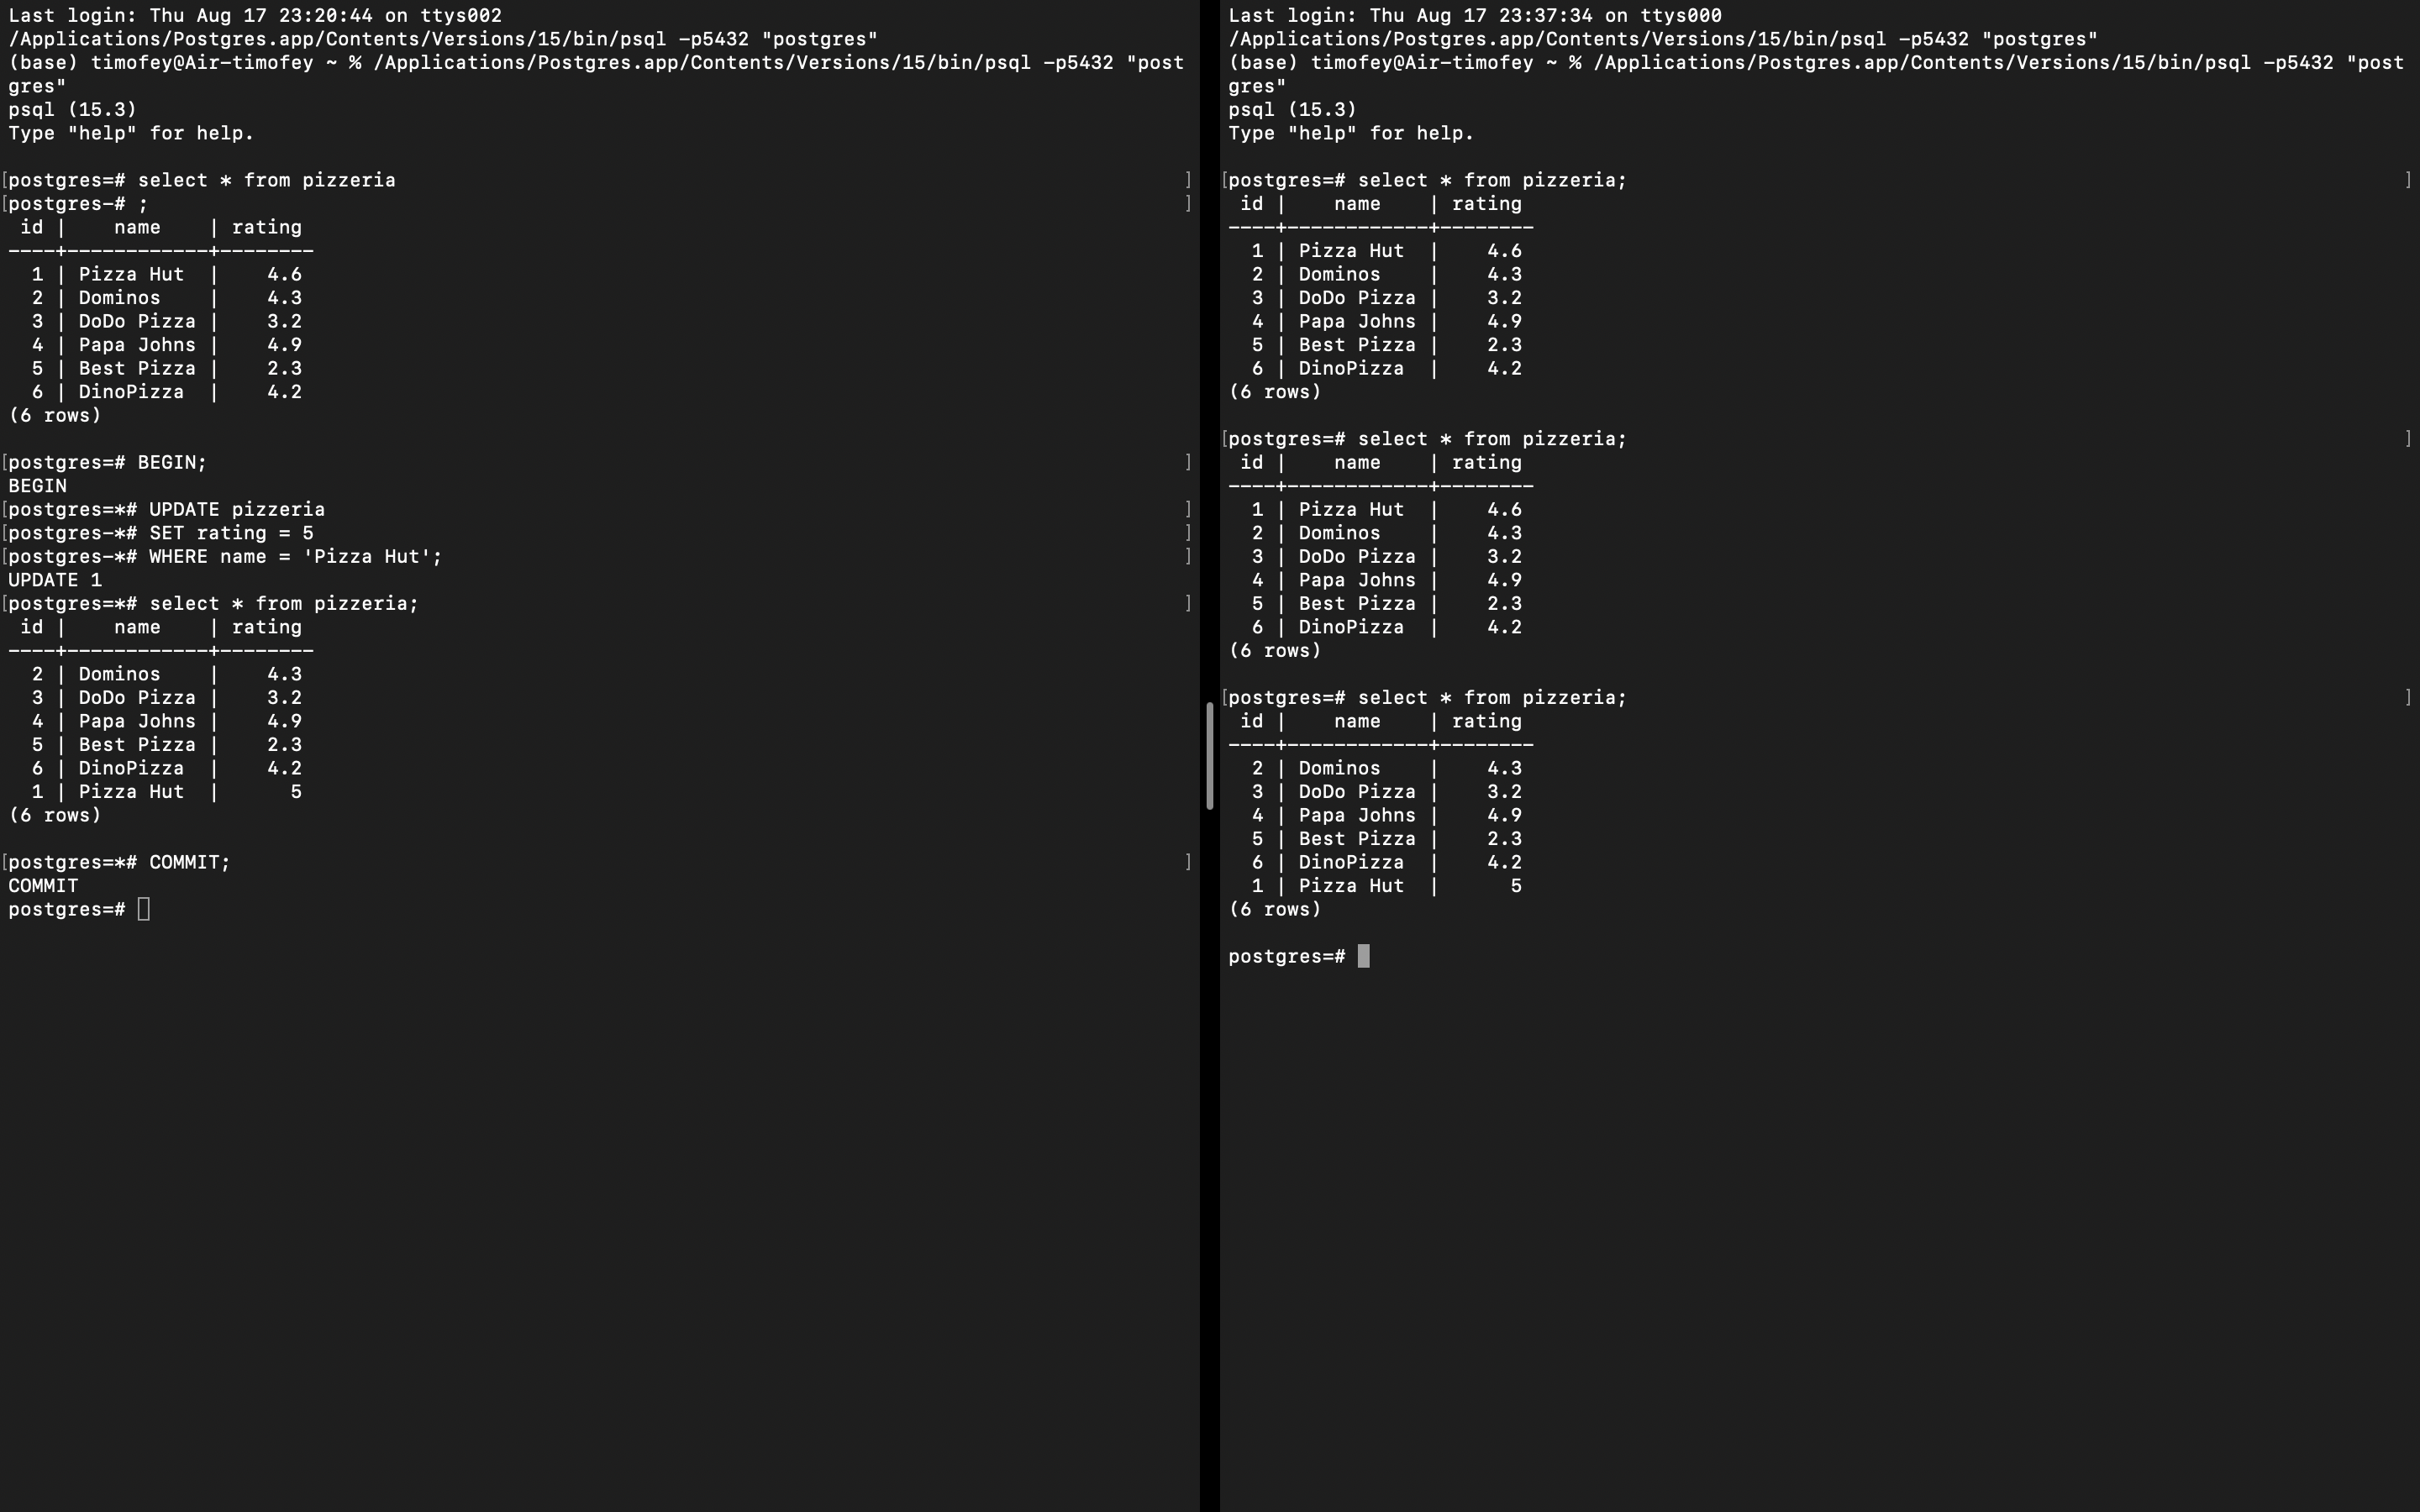 Last login: Thu Aug 17 23:20:44 on ttys002
/Applications/Postgres.app/Contents/Versions/15/bin/psql -p5432 "postgres"
(base) timofey@Air-timofey ~ % /Applications/Postgres.app/Contents/Versions/15/bin/psql -p5432 "post
gres"
psql (15.3)
Type "help" for help.

[postgres=# select * from pizzeria ]
[postgres-# ; ]
 id |    name    | rating
----+------------+--------
  1 | Pizza Hut  |    4.6
  2 | Dominos    |    4.3
  3 | DoDo Pizza |    3.2
  4 | Papa Johns |    4.9
  5 | Best Pizza |    2.3
  6 | DinoPizza  |    4.2
(6 rows)

[postgres=# BEGIN; ]
BEGIN
[postgres=*# UPDATE pizzeria ]
[postgres-*# SET rating = 5 ]
[postgres-*# WHERE name = 'Pizza Hut'; ]
UPDATE 1
[postgres=*# select * from pizzeria; ]
 id |    name    | rating
----+------------+--------
  2 | Dominos    |    4.3
  3 | DoDo Pizza |    3.2
  4 | Papa Johns |    4.9
  5 | Best Pizza |    2.3
  6 | DinoPizza  |    4.2
  1 | Pizza Hut  |      5
(6 rows)

[postgres=*# COMMIT; ]
COMMIT
postgres=#

Last login: Thu Aug 17 23:37:34 on ttys000
/Applications/Postgres.app/Contents/Versions/15/bin/psql -p5432 "postgres"
(base) timofey@Air-timofey ~ % /Applications/Postgres.app/Contents/Versions/15/bin/psql -p5432 "post
gres"
psql (15.3)
Type "help" for help.

[postgres=# select * from pizzeria; ]
 id |    name    | rating
----+------------+--------
  1 | Pizza Hut  |    4.6
  2 | Dominos    |    4.3
  3 | DoDo Pizza |    3.2
  4 | Papa Johns |    4.9
  5 | Best Pizza |    2.3
  6 | DinoPizza  |    4.2
(6 rows)

[postgres=# select * from pizzeria; ]
 id |    name    | rating
----+------------+--------
  1 | Pizza Hut  |    4.6
  2 | Dominos    |    4.3
  3 | DoDo Pizza |    3.2
  4 | Papa Johns |    4.9
  5 | Best Pizza |    2.3
  6 | DinoPizza  |    4.2
(6 rows)

[postgres=# select * from pizzeria; ]
 id |    name    | rating
----+------------+--------
  2 | Dominos    |    4.3
  3 | DoDo Pizza |    3.2
  4 | Papa Johns |    4.9
  5 | Best Pizza |    2.3
  6 | DinoPizza  |    4.2
  1 | Pizza Hut  |      5
(6 rows)

postgres=#